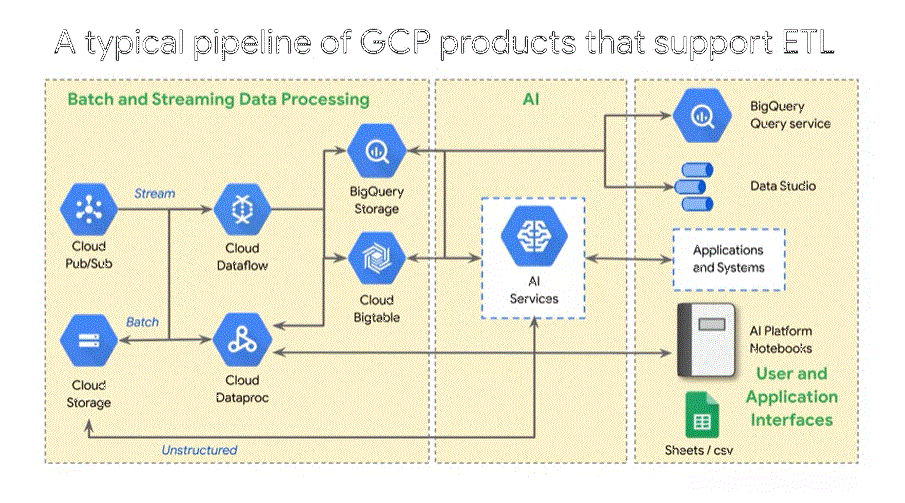 A typical pipeline of GCP products that support ETL
Batch and Streaming Data Processing
AI
Stream
Cloud
Pub/Sub
Cloud
Dataflow
BigQuery
Storage
Cloud
Bigtable
Batch
Cloud
Storage
Cloud
Dataproc
Unstructured
AI
Services
BigQuery
Query service
Data Studio
Applications
and Systems
AI Platform
Notebooks
User and
Application
Interfaces
Sheets / csv